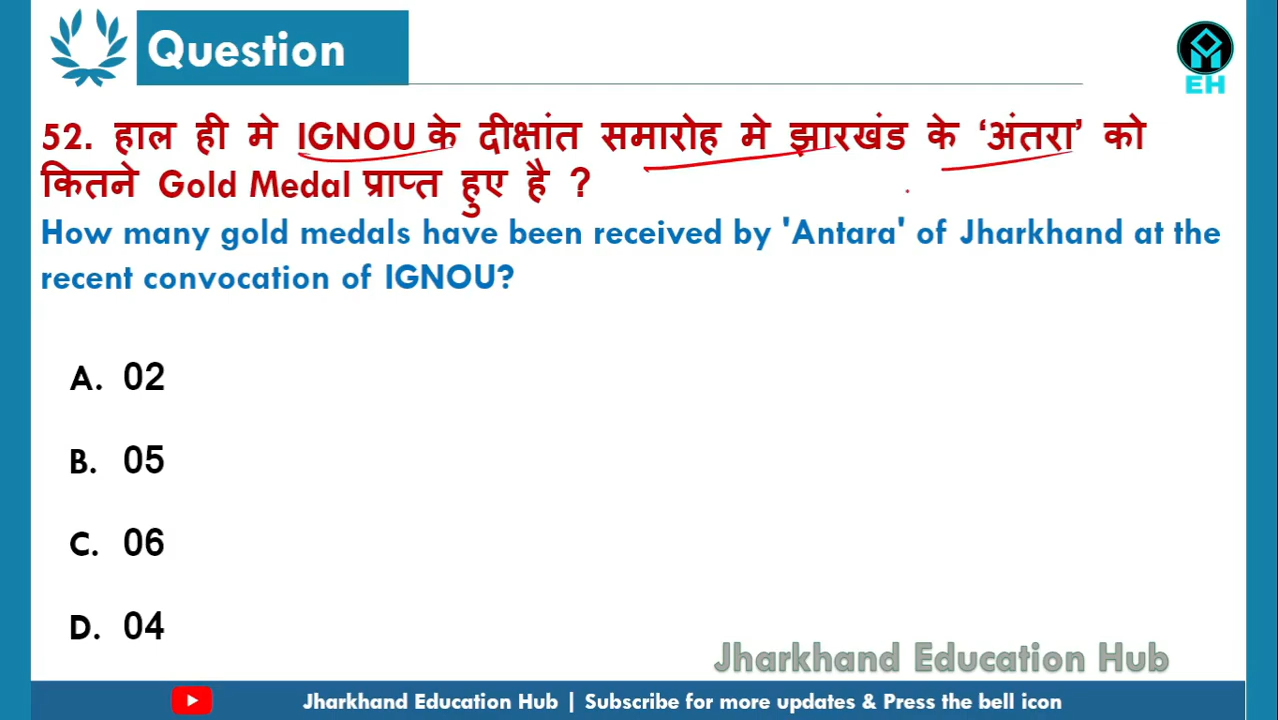 Question
EH
52. हाल ही मे IGNOU के दीक्षांत समारोह मे झारखंड के ‘अंतरा’ को
कितने Gold Medal प्राप्त हुए है ?
How many gold medals have been received by 'Antara' of Jharkhand at the
recent convocation of IGNOU?
A. 02
B. 05
C. 06
D. 04
Jharkhand Education Hub
Jharkhand Education Hub | Subscribe for more updates & Press the bell icon